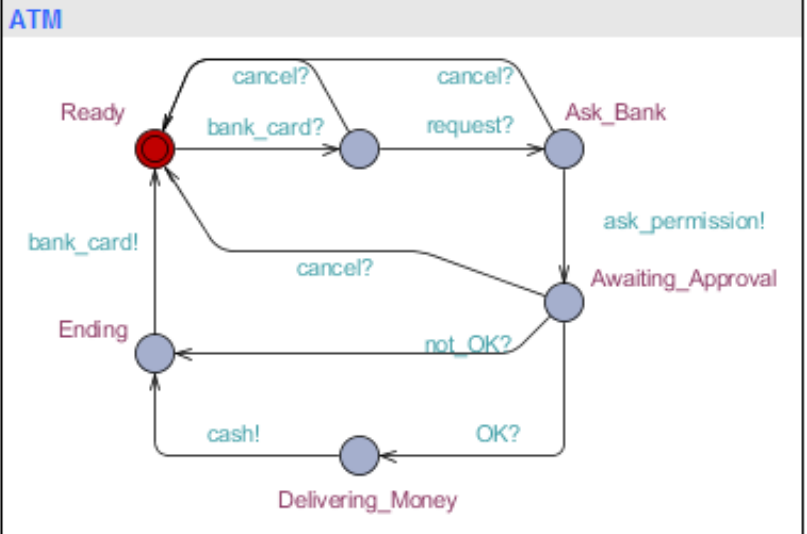 ATM
cancel?
cancel?
Ready
Ask_Bank
bank_card?
request?
ask_permission!
bank_card!
cancel?
Awaiting_Approval
Ending
not_OK?
cash!
OK?
Delivering_Money